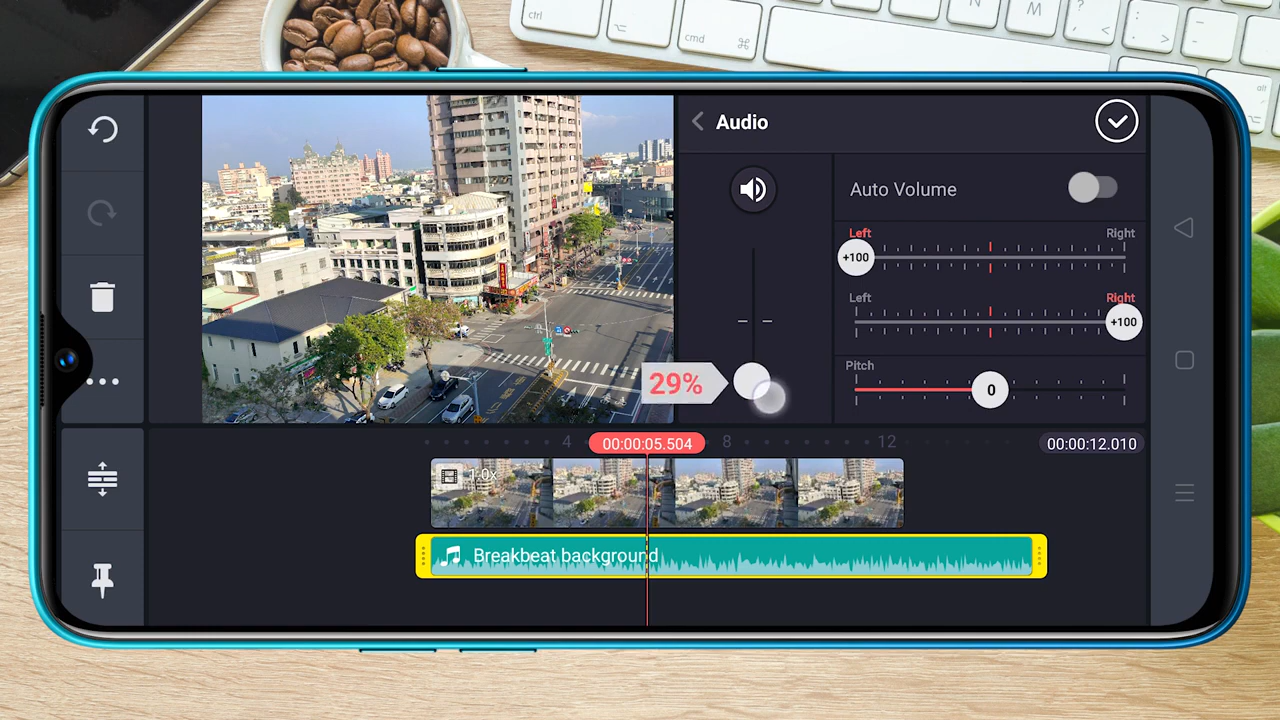 ctrl
cmd
N
M
?
<
:
;
>
alt
Audio
Auto Volume
Left
Right
+100
Left
Right
+100
Pitch
0
29%
4
00:00:05.504
8
12
00:00:12.010
1.0x
Breakbeat background